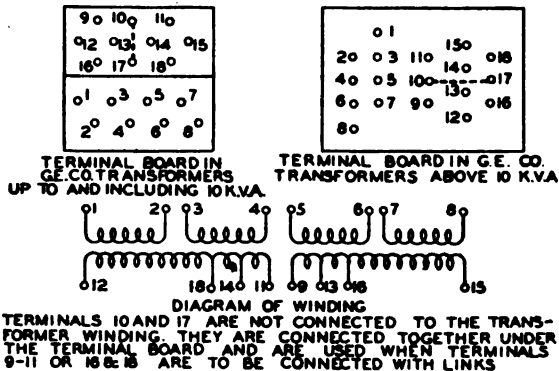 9 10 11
12 13 14 15
16 17 18
1 3 5 7
2 4 6 8
TERMINAL BOARD IN
G.E.CO. TRANSFORMERS
UP TO AND INCLUDING 10 K.V.A.
1
15
2 3 11 18
14
4 5 10 17
13
6 7 9 16
12
8
TERMINAL BOARD IN G.E. CO.
TRANSFORMERS ABOVE 10 K.V.A
1 2 3 4 5 6 7 8
12 18 14 11 9 13 16 15
DIAGRAM OF WINDING
TERMINALS 10 AND 17 ARE NOT CONNECTED TO THE TRANS-
FORMER WINDING. THEY ARE CONNECTED TOGETHER UNDER
THE TERMINAL BOARD AND ARE USED WHEN TERMINALS
9-11 OR 16 & 18 ARE TO BE CONNECTED WITH LINKS